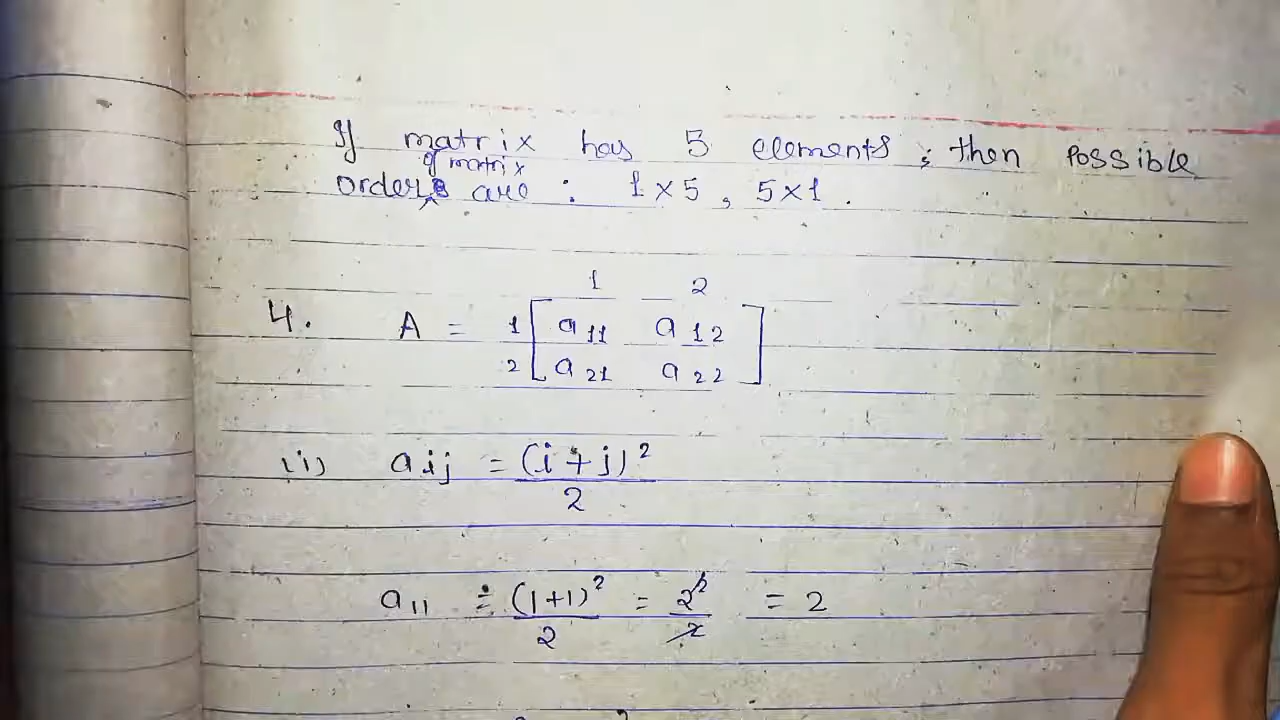 If matrix has 5 elements ; then possible
of matrix
orders are : 1 × 5 , 5 × 1 .
1 2
4. A = 1 [ a11 a12 ]
2 [ a21 a22 ]
(i) aij = (i + j)²
2
a11 = (1+1)² = 2² = 2
2 2